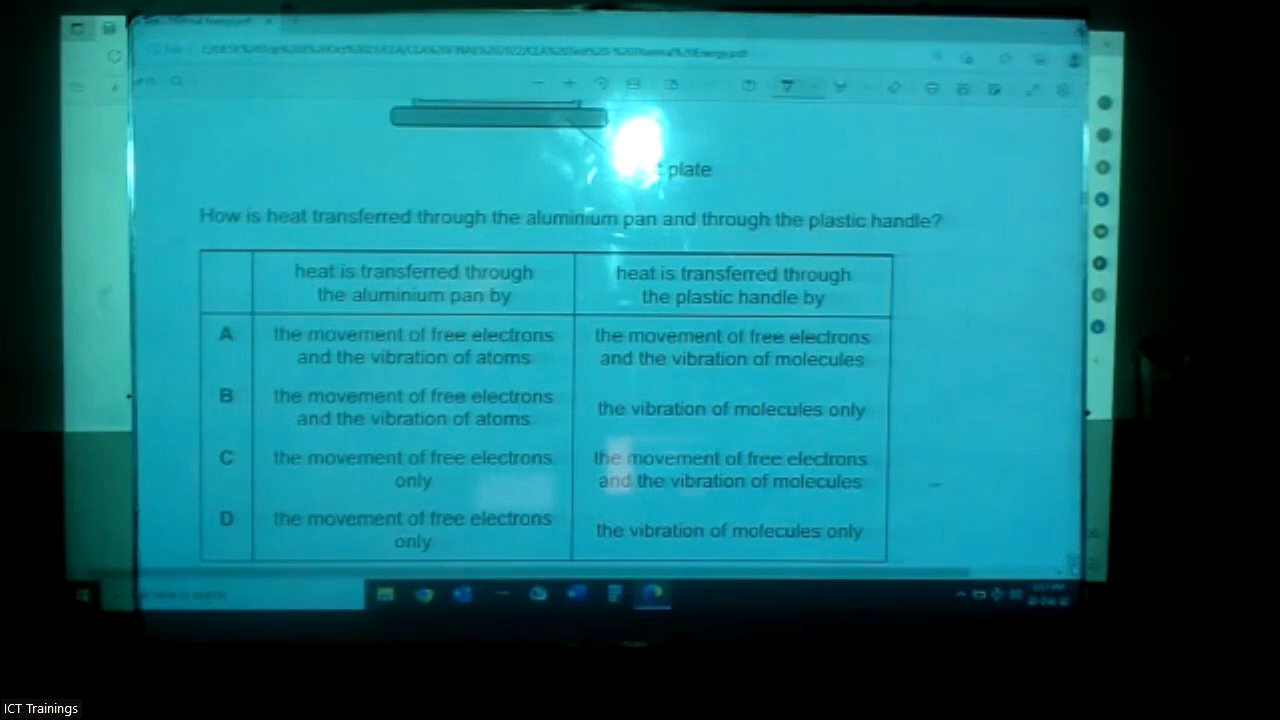 plate
How is heat transferred through the aluminium pan and through the plastic handle?
heat is transferred through
the aluminium pan by
heat is transferred through
the plastic handle by
A
the movement of free electrons
and the vibration of atoms
the movement of free electrons
and the vibration of molecules
B
the movement of free electrons
and the vibration of atoms
the vibration of molecules only
C
the movement of free electrons
only
the movement of free electrons
and the vibration of molecules
D
the movement of free electrons
only
the vibration of molecules only
ICT Trainings